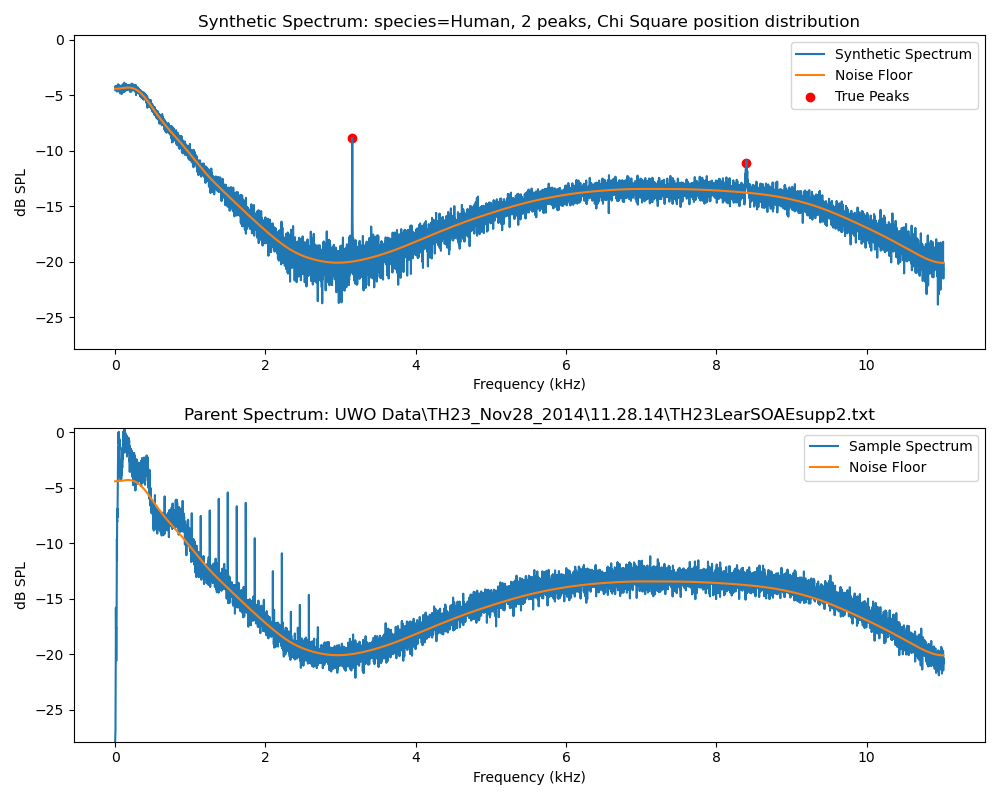 Synthetic Spectrum: species=Human, 2 peaks, Chi Square position distribution
0
−5
−10
−15
−20
−25
dB SPL
Synthetic Spectrum
Noise Floor
True Peaks
0 2 4 6 8 10
Frequency (kHz)
Parent Spectrum: UWO Data\TH23_Nov28_2014\11.28.14\TH23LearSOAEsupp2.txt
0
−5
−10
−15
−20
−25
dB SPL
Sample Spectrum
Noise Floor
0 2 4 6 8 10
Frequency (kHz)